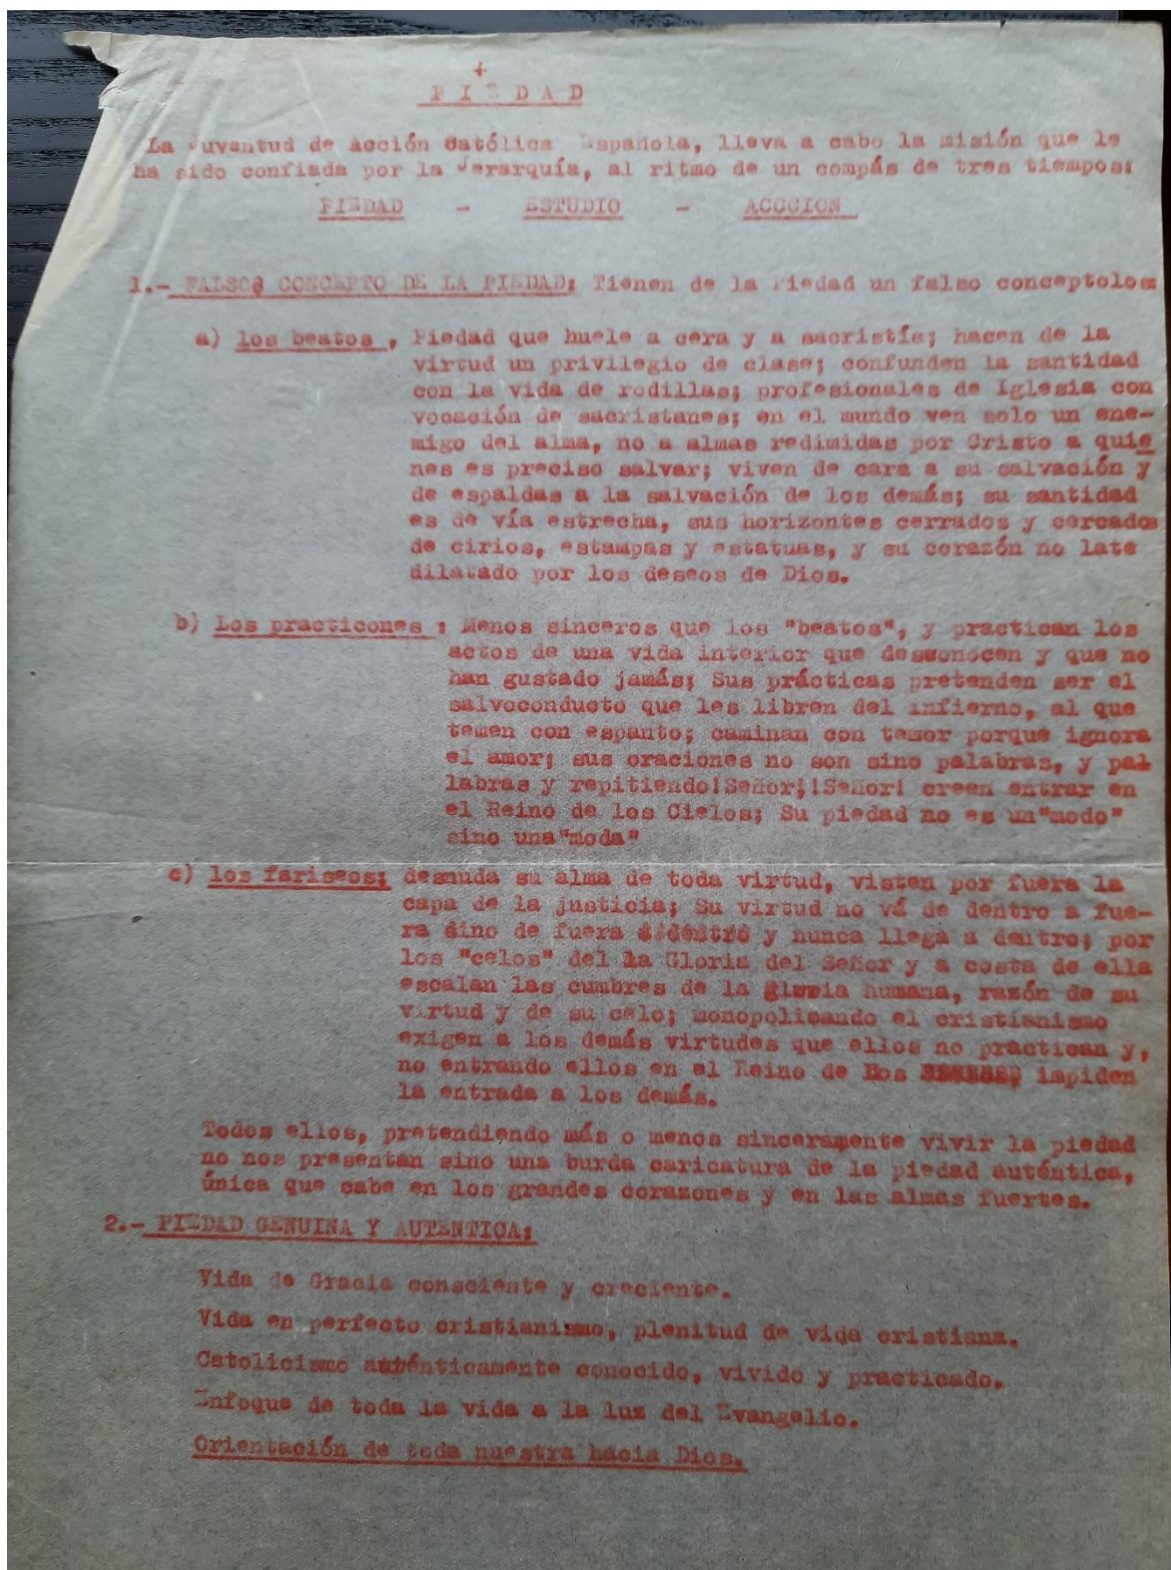 +
P I E D A D
La Juventud de Acción Católica Española, lleva a cabo la misión que le
ha sido confiada por la Jerarquía, al ritmo de un compás de tres tiempos:
PIEDAD - ESTUDIO - ACCCION
1.- FALSOS CONCEPTO DE LA PIEDAD: Tienen de la Piedad un falso conceptolos
a) los beatos , Piedad que huele a cera y a sacristía; hacen de la
virtud un privilegio de clase; confunden la santidad
con la vida de rodillas; profesionales de Iglesia con
vocación de sacristanes; en el mundo ven solo un ene-
migo del alma, no a almas redimidas por Cristo a quie
nes es preciso salvar; viven de cara a su salvación y
de espaldas a la salvación de los demás; su santidad
es de vía estrecha, sus horizontes cerrados y cercados
de cirios, estampas y estatuas, y su corazón no late
dilatado por los deseos de Dios.
b) Los practicones : Menos sinceros que los "beatos", y practican los
actos de una vida interior que desconocen y que no
han gustado jamás; Sus prácticas pretenden ser el
salvoconducto que les libren del infierno, al que
temen con espanto; caminan con temor porque ignora
el amor; sus oraciones no son sino palabras, y pal
labras y repitiendo!Señor;!Señor! creen entrar en
el Reino de los Cielos; Su piedad no es un"modo"
sino una"moda"
c) los fariseos; desnuda su alma de toda virtud, visten por fuera la
capa de la justicia; Su virtud no vá de dentro a fue-
ra dino de fuera a dentro y nunca llega a dentro; por
los "celos" del la Gloria del Señor y a costa de ella
escalan las cumbres de la gloria humana, razón de su
virtud y de su celo; monopolizando el cristianismo
exigen a los demás virtudes que ellos no practican y,
no entrando ellos en el Reino de impiden
la entrada a los demás.
Todos ellos, pretendiendo más o menos sinceramente vivir la piedad
no nos presentan sino una burda caricatura de la piedad auténtica,
única que cabe en los grandes corazones y en las almas fuertes.
2.- PIEDAD GENUINA Y AUTENTICA:
Vida de Gracia consciente y creciente.
Vida en perfecto cristianismo, plenitud de vida cristiana.
Catolicismo auténticamente conocido, vivido y practicado.
Enfoque de toda la vida a la luz del Evangelio.
Orientación de toda nuestra hacia Dios.